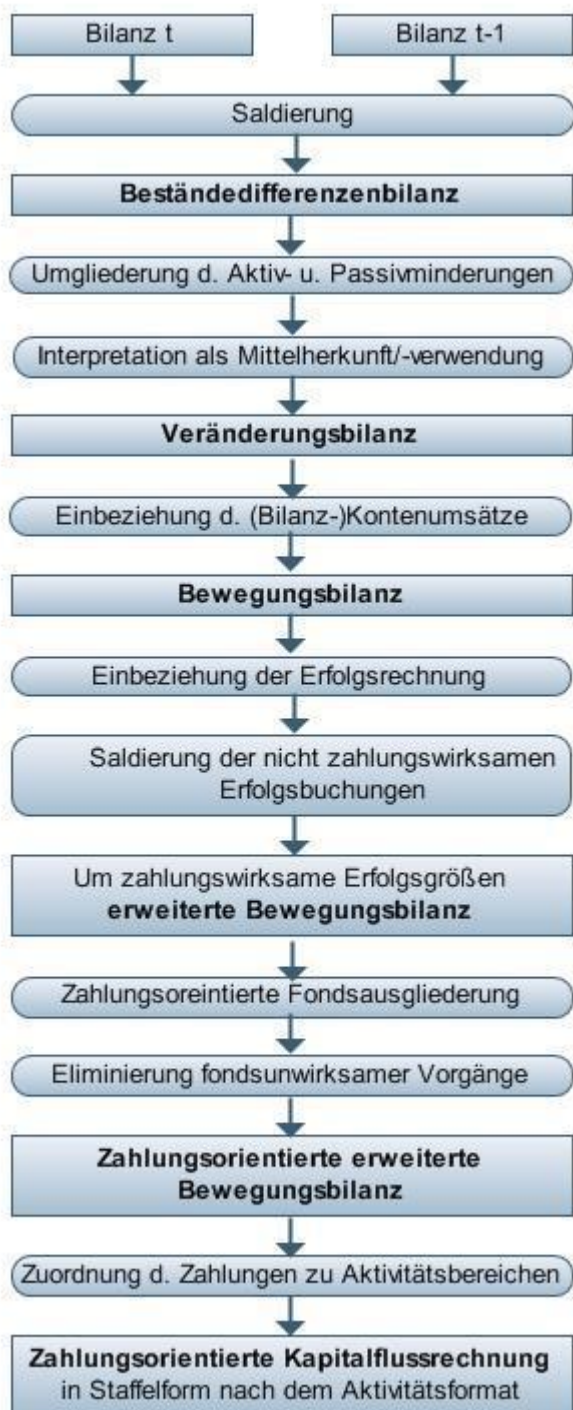 Bilanz t
Bilanz t-1
Saldierung
Beständedifferenzenbilanz
Umgliederung d. Aktiv- u. Passivminderungen
Interpretation als Mittelherkunft/-verwendung
Veränderungsbilanz
Einbeziehung d. (Bilanz-)Kontenumsätze
Bewegungsbilanz
Einbeziehung der Erfolgsrechnung
Saldierung der nicht zahlungswirksamen
Erfolgsbuchungen
Um zahlungswirksame Erfolgsgrößen
erweiterte Bewegungsbilanz
Zahlungsoreintierte Fondsausgliederung
Eliminierung fondsunwirksamer Vorgänge
Zahlungsorientierte erweiterte
Bewegungsbilanz
Zuordnung d. Zahlungen zu Aktivitätsbereichen
Zahlungsorientierte Kapitalflussrechnung
in Staffelform nach dem Aktivitätsformat